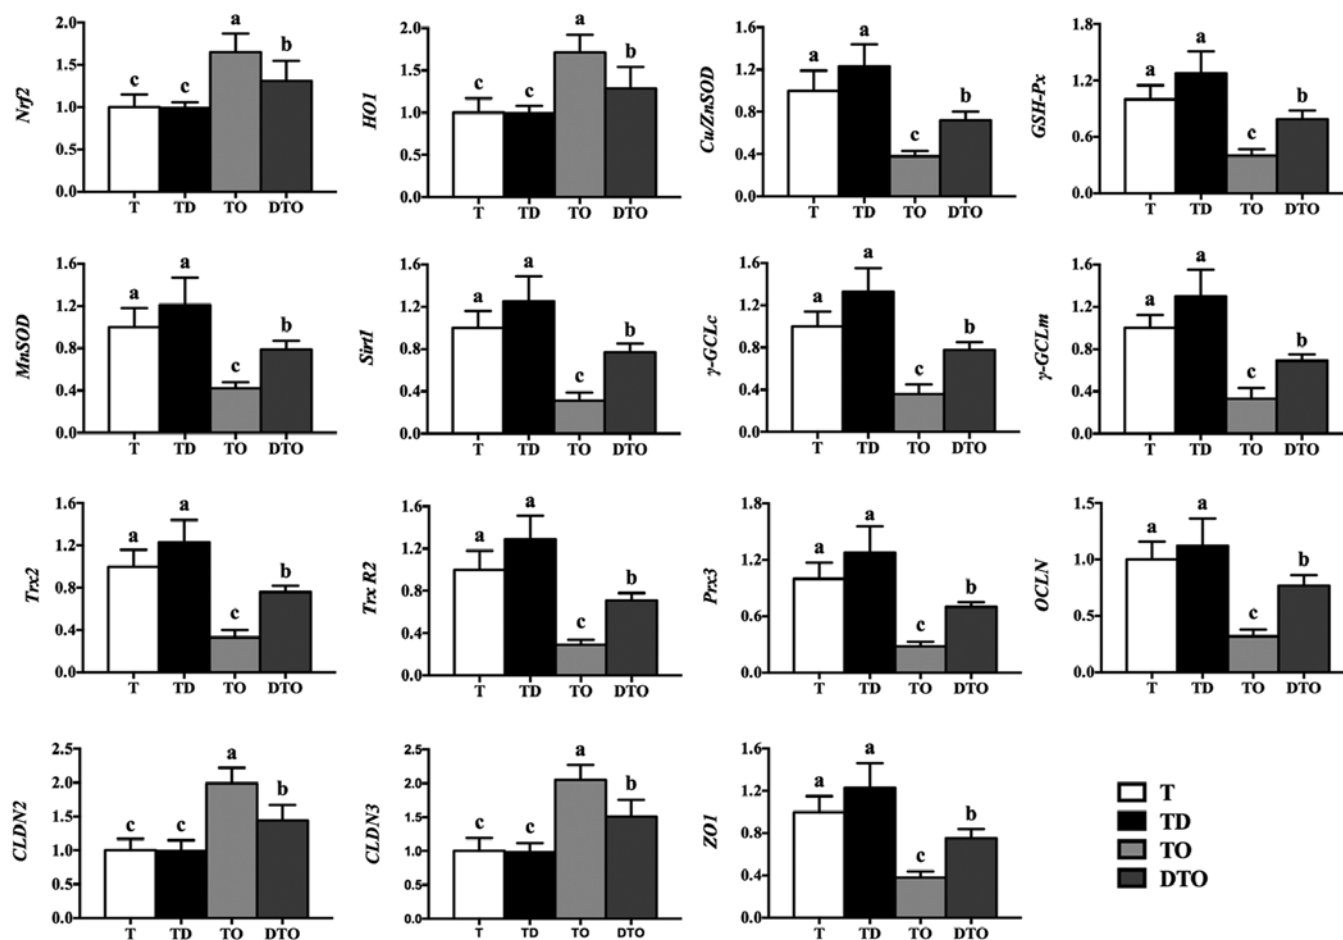 Nrf2
2.0
1.5
1.0
0.5
0.0
c
c
a
b
T TD TO DTO
HO1
2.0
1.5
1.0
0.5
0.0
c
c
a
b
T TD TO DTO
Cu/ZnSOD
1.6
1.2
0.8
0.4
0.0
a
a
c
b
T TD TO DTO
GSH-Px
1.8
1.2
0.6
0.0
a
a
c
b
T TD TO DTO
MnSOD
1.6
1.2
0.8
0.4
0.0
a
a
c
b
T TD TO DTO
Sirt1
1.6
1.2
0.8
0.4
0.0
a
a
c
b
T TD TO DTO
γ-GCLc
1.6
1.2
0.8
0.4
0.0
a
a
c
b
T TD TO DTO
γ-GCLm
1.6
1.2
0.8
0.4
0.0
a
a
c
b
T TD TO DTO
Trx2
1.6
1.2
0.8
0.4
0.0
a
a
c
b
T TD TO DTO
Trx R2
1.6
1.2
0.8
0.4
0.0
a
a
c
b
T TD TO DTO
Prx3
1.8
1.2
0.6
0.0
a
a
c
b
T TD TO DTO
OCLN
1.5
1.0
0.5
0.0
a
a
c
b
T TD TO DTO
CLDN2
2.5
2.0
1.5
1.0
0.5
0.0
c
c
a
b
T TD TO DTO
CLDN3
2.5
2.0
1.5
1.0
0.5
0.0
c
c
a
b
T TD TO DTO
ZO1
1.6
1.2
0.8
0.4
0.0
a
a
c
b
T TD TO DTO
T
TD
TO
DTO